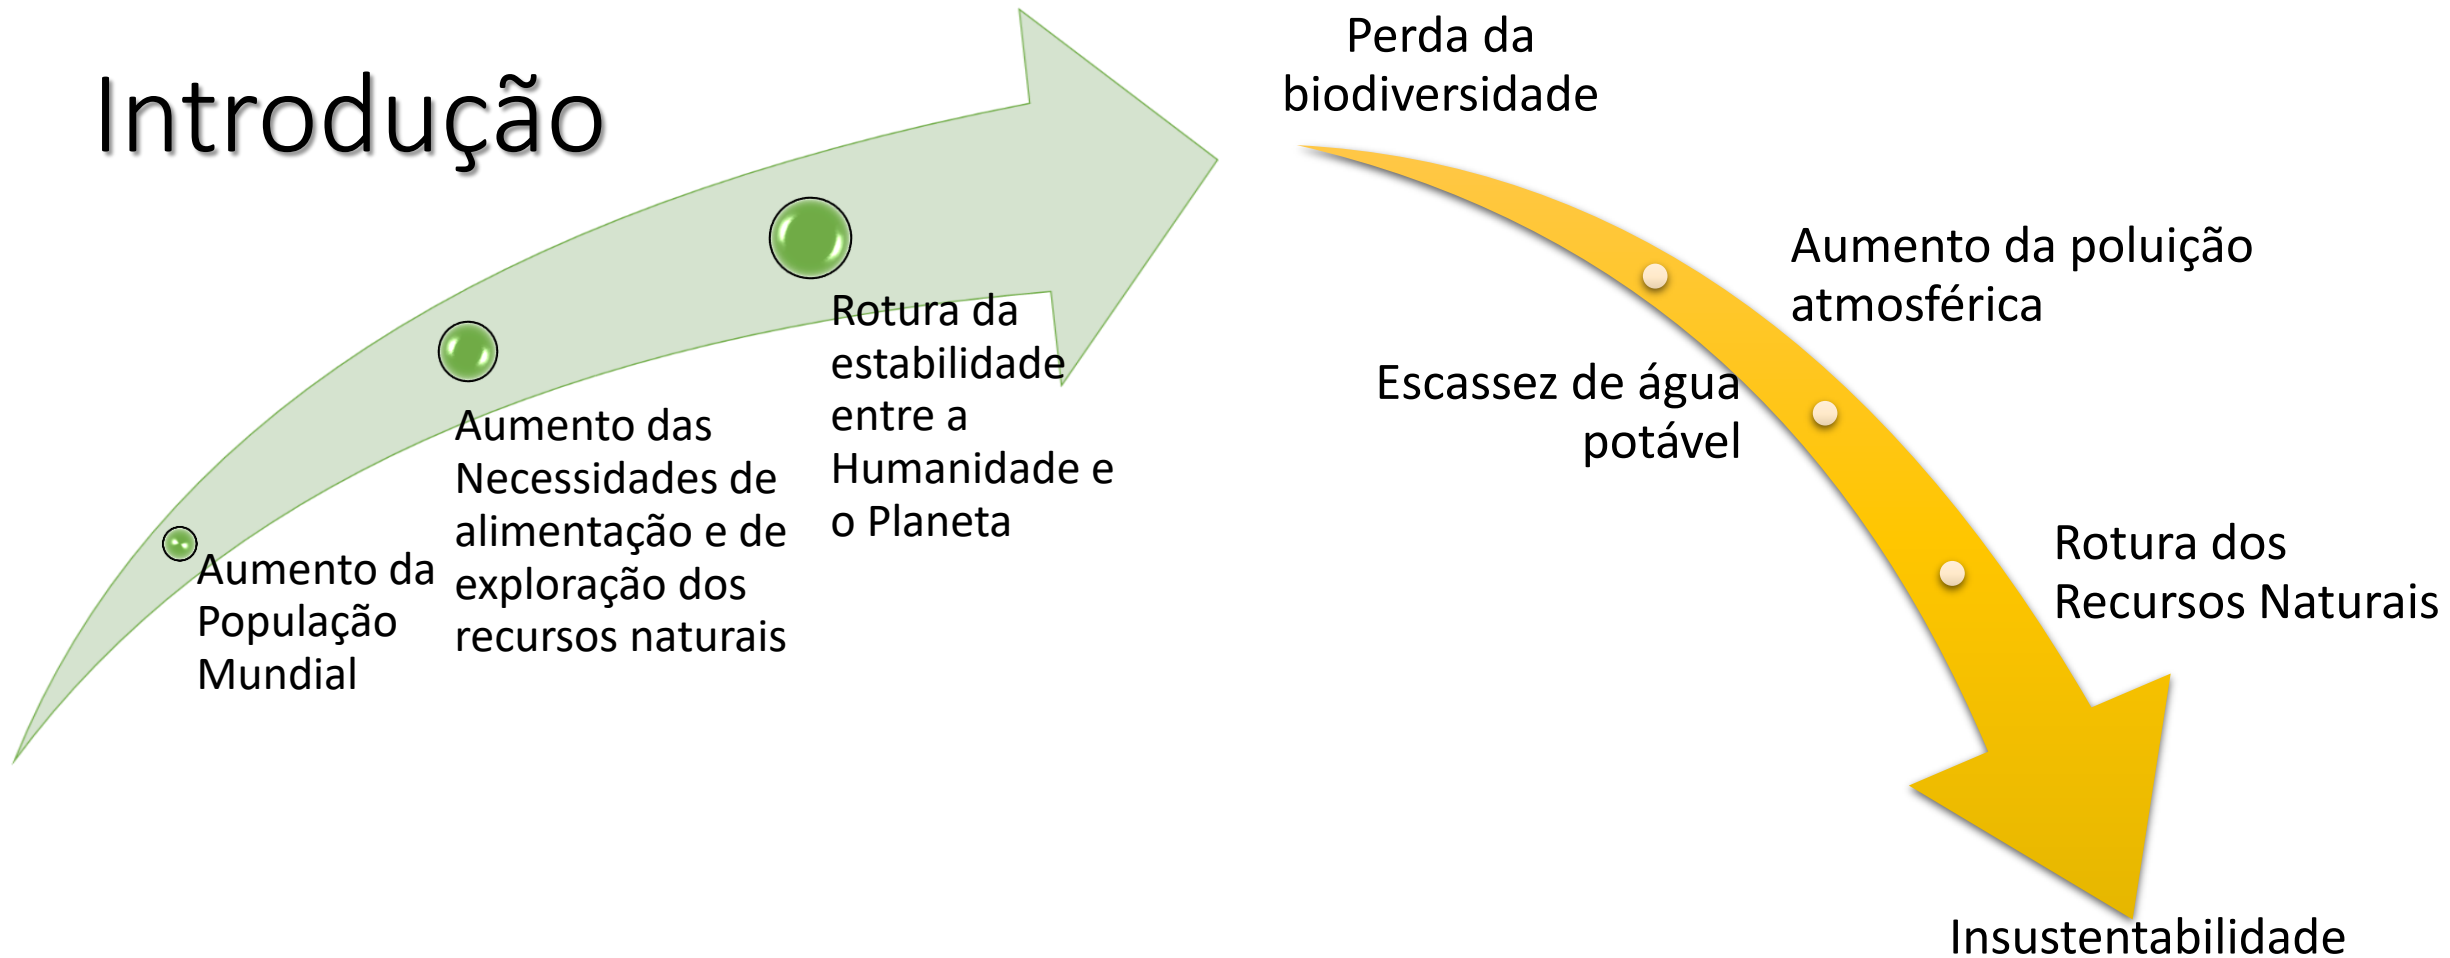 Introdução
Aumento da
População
Mundial
Aumento das
Necessidades de
alimentação e de
exploração dos
recursos naturais
Rotura da
estabilidade
entre a
Humanidade e
o Planeta
Perda da
biodiversidade
Aumento da poluição
atmosférica
Escassez de água
potável
Rotura dos
Recursos Naturais
Insustentabilidade